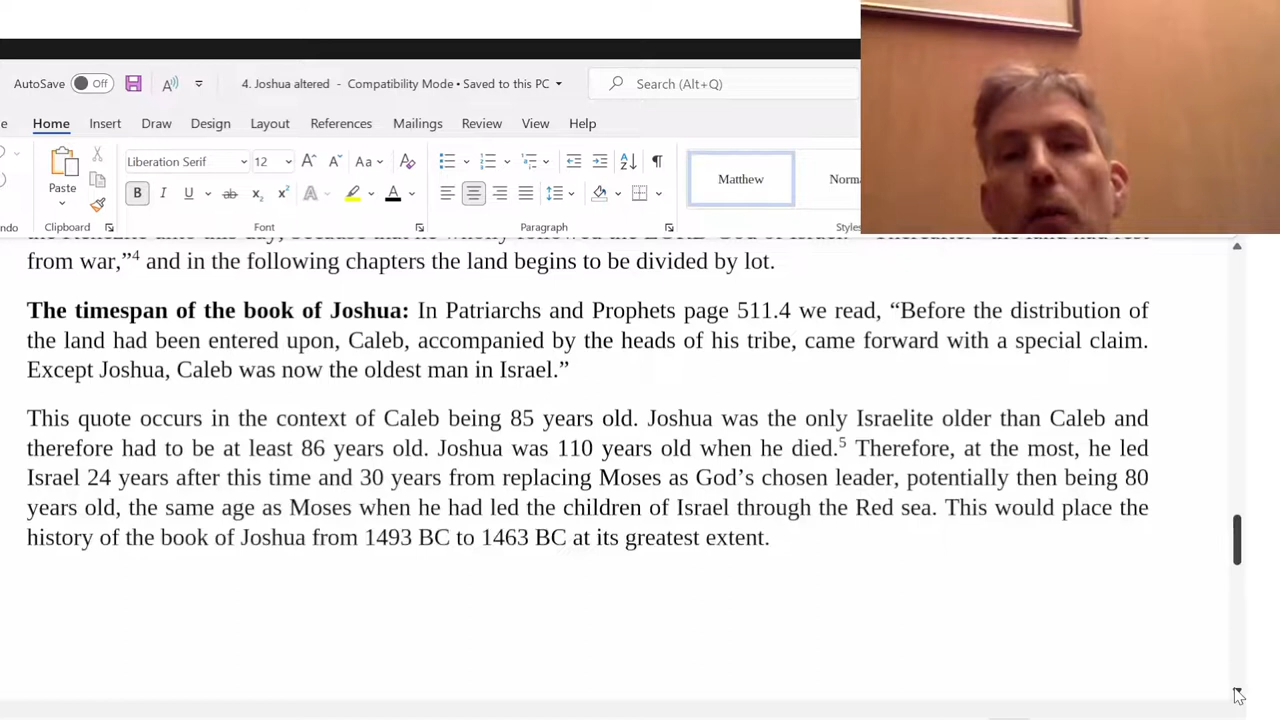 AutoSave Off 4. Joshua altered - Compatibility Mode • Saved to this PC Search (Alt+Q)
Home Insert Draw Design Layout References Mailings Review View Help
Liberation Serif 12 Aa
Paste B I U ab x₂ x² A A Matthew Norma
Clipboard Font Paragraph Styles
from war,”⁴ and in the following chapters the land begins to be divided by lot.
The timespan of the book of Joshua: In Patriarchs and Prophets page 511.4 we read, “Before the distribution of
the land had been entered upon, Caleb, accompanied by the heads of his tribe, came forward with a special claim.
Except Joshua, Caleb was now the oldest man in Israel.”
This quote occurs in the context of Caleb being 85 years old. Joshua was the only Israelite older than Caleb and
therefore had to be at least 86 years old. Joshua was 110 years old when he died.⁵ Therefore, at the most, he led
Israel 24 years after this time and 30 years from replacing Moses as God’s chosen leader, potentially then being 80
years old, the same age as Moses when he had led the children of Israel through the Red sea. This would place the
history of the book of Joshua from 1493 BC to 1463 BC at its greatest extent.